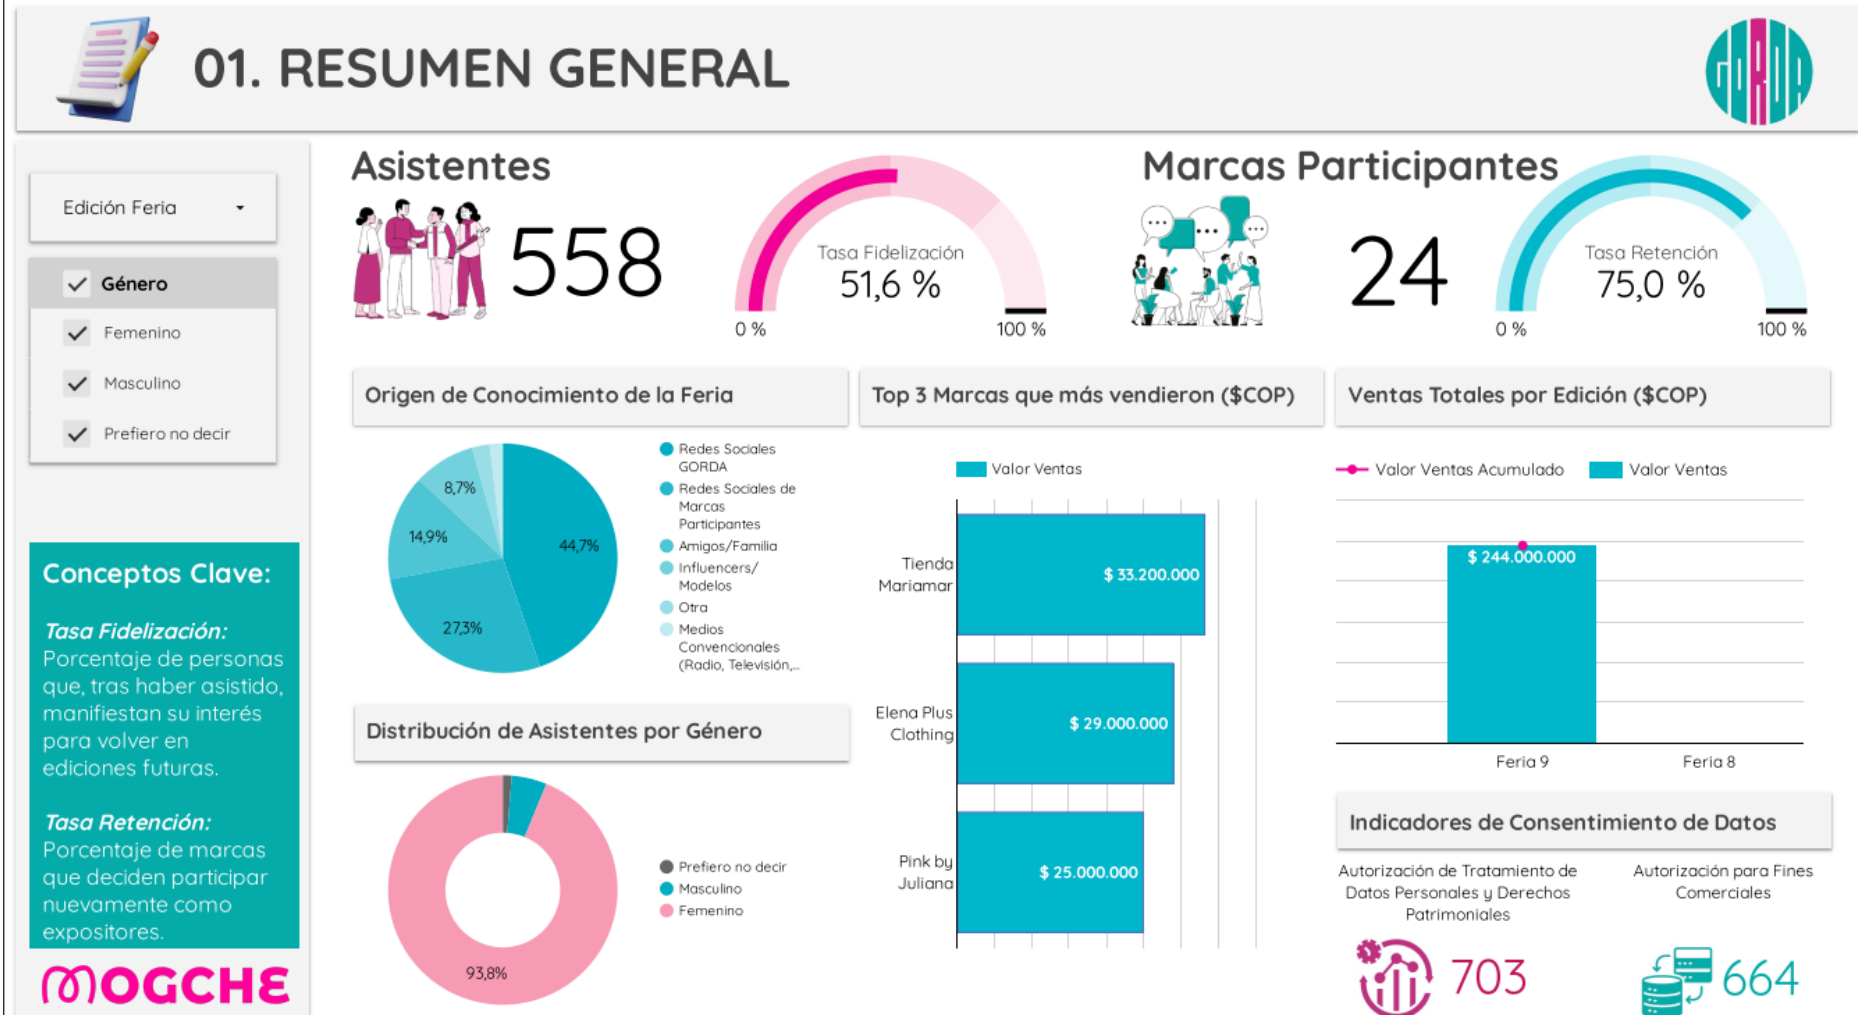 01. RESUMEN GENERAL
GORDA
Edición Feria
Género
Femenino
Masculino
Prefiero no decir
Conceptos Clave:
Tasa Fidelización:
Porcentaje de personas
que, tras haber asistido,
manifiestan su interés
para volver en
ediciones futuras.
Tasa Retención:
Porcentaje de marcas
que deciden participar
nuevamente como
expositores.
MOGCHE
Asistentes
558
Tasa Fidelización
51,6 %
0 %
100 %
Marcas Participantes
24
Tasa Retención
75,0 %
0 %
100 %
Origen de Conocimiento de la Feria
8,7%
14,9%
44,7%
27,3%
Redes Sociales
GORDA
Redes Sociales de
Marcas
Participantes
Amigos/Familia
Influencers/
Modelos
Otra
Medios
Convencionales
(Radio, Televisión,...
Distribución de Asistentes por Género
93,8%
Prefiero no decir
Masculino
Femenino
Top 3 Marcas que más vendieron ($COP)
Valor Ventas
Tienda
Mariamar
$ 33.200.000
Elena Plus
Clothing
$ 29.000.000
Pink by
Juliana
$ 25.000.000
Ventas Totales por Edición ($COP)
Valor Ventas Acumulado
Valor Ventas
$ 244.000.000
Feria 9
Feria 8
Indicadores de Consentimiento de Datos
Autorización de Tratamiento de
Datos Personales y Derechos
Patrimoniales
703
Autorización para Fines
Comerciales
664